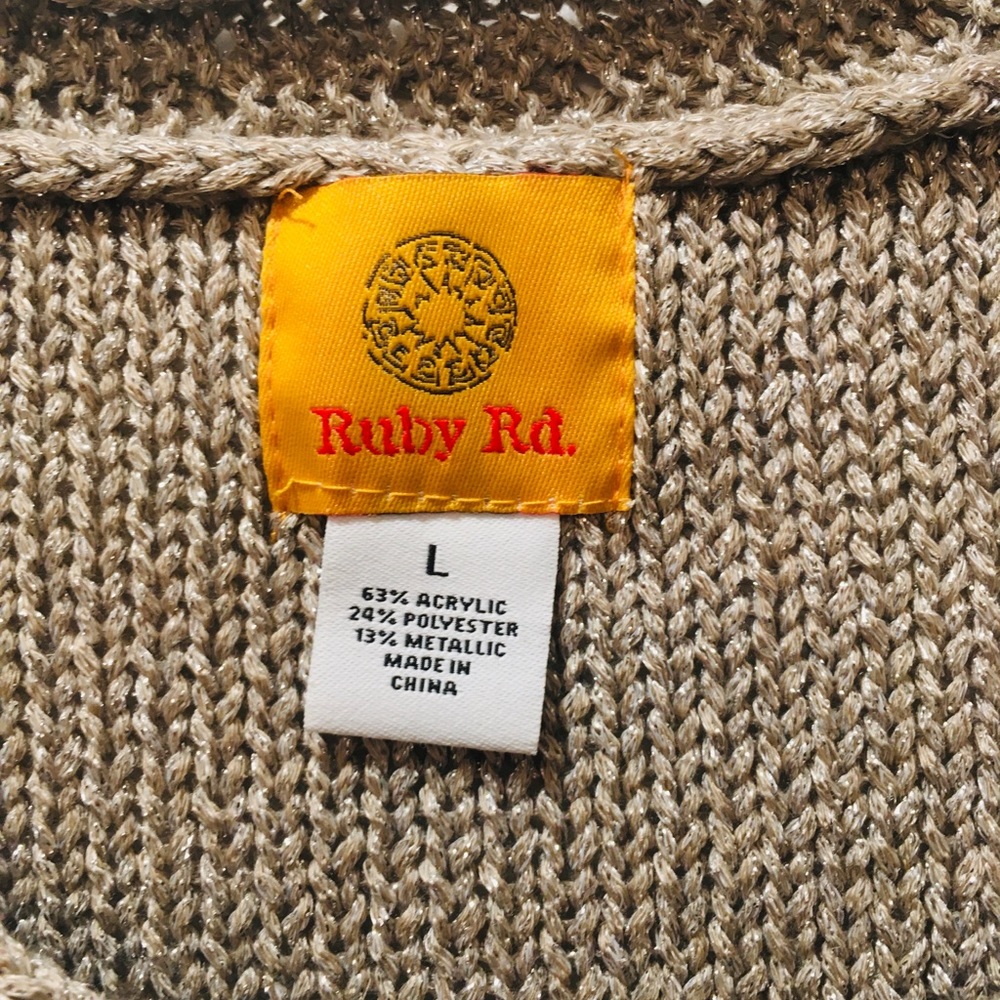 Ruby Rd.
L
63% ACRYLIC
24% POLYESTER
13% METALLIC
MADE IN
CHINA